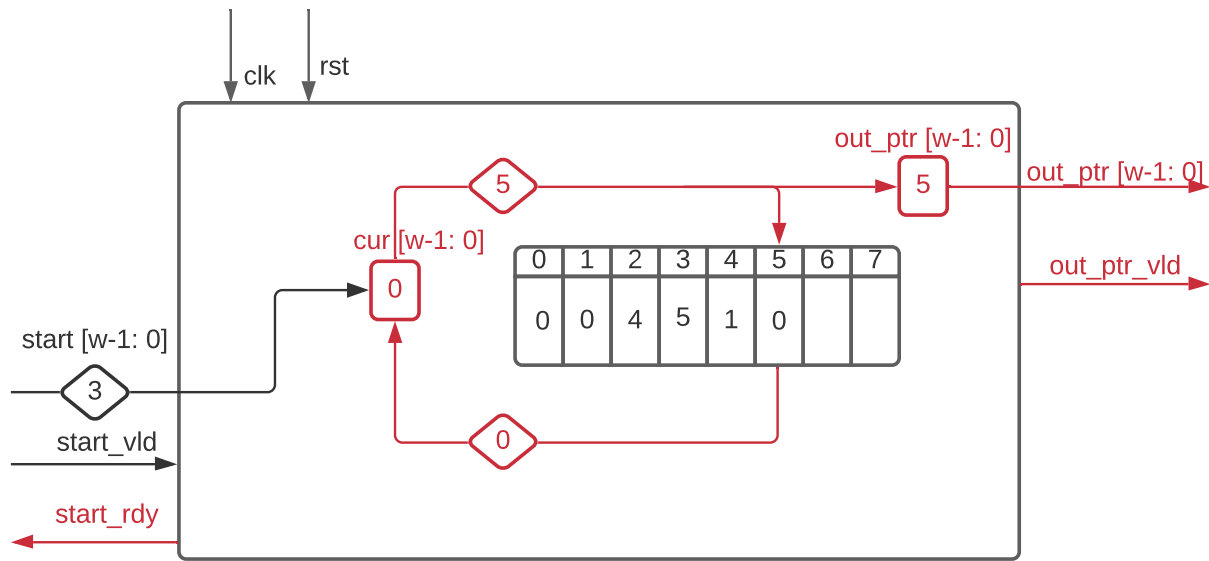 clk
rst
out_ptr [w-1: 0]
out_ptr [w-1: 0]
5
5
cur [w-1: 0]
0
0 1 2 3 4 5 6 7
0 0 4 5 1 0
out_ptr_vld
start [w-1: 0]
3
start_vld
0
start_rdy